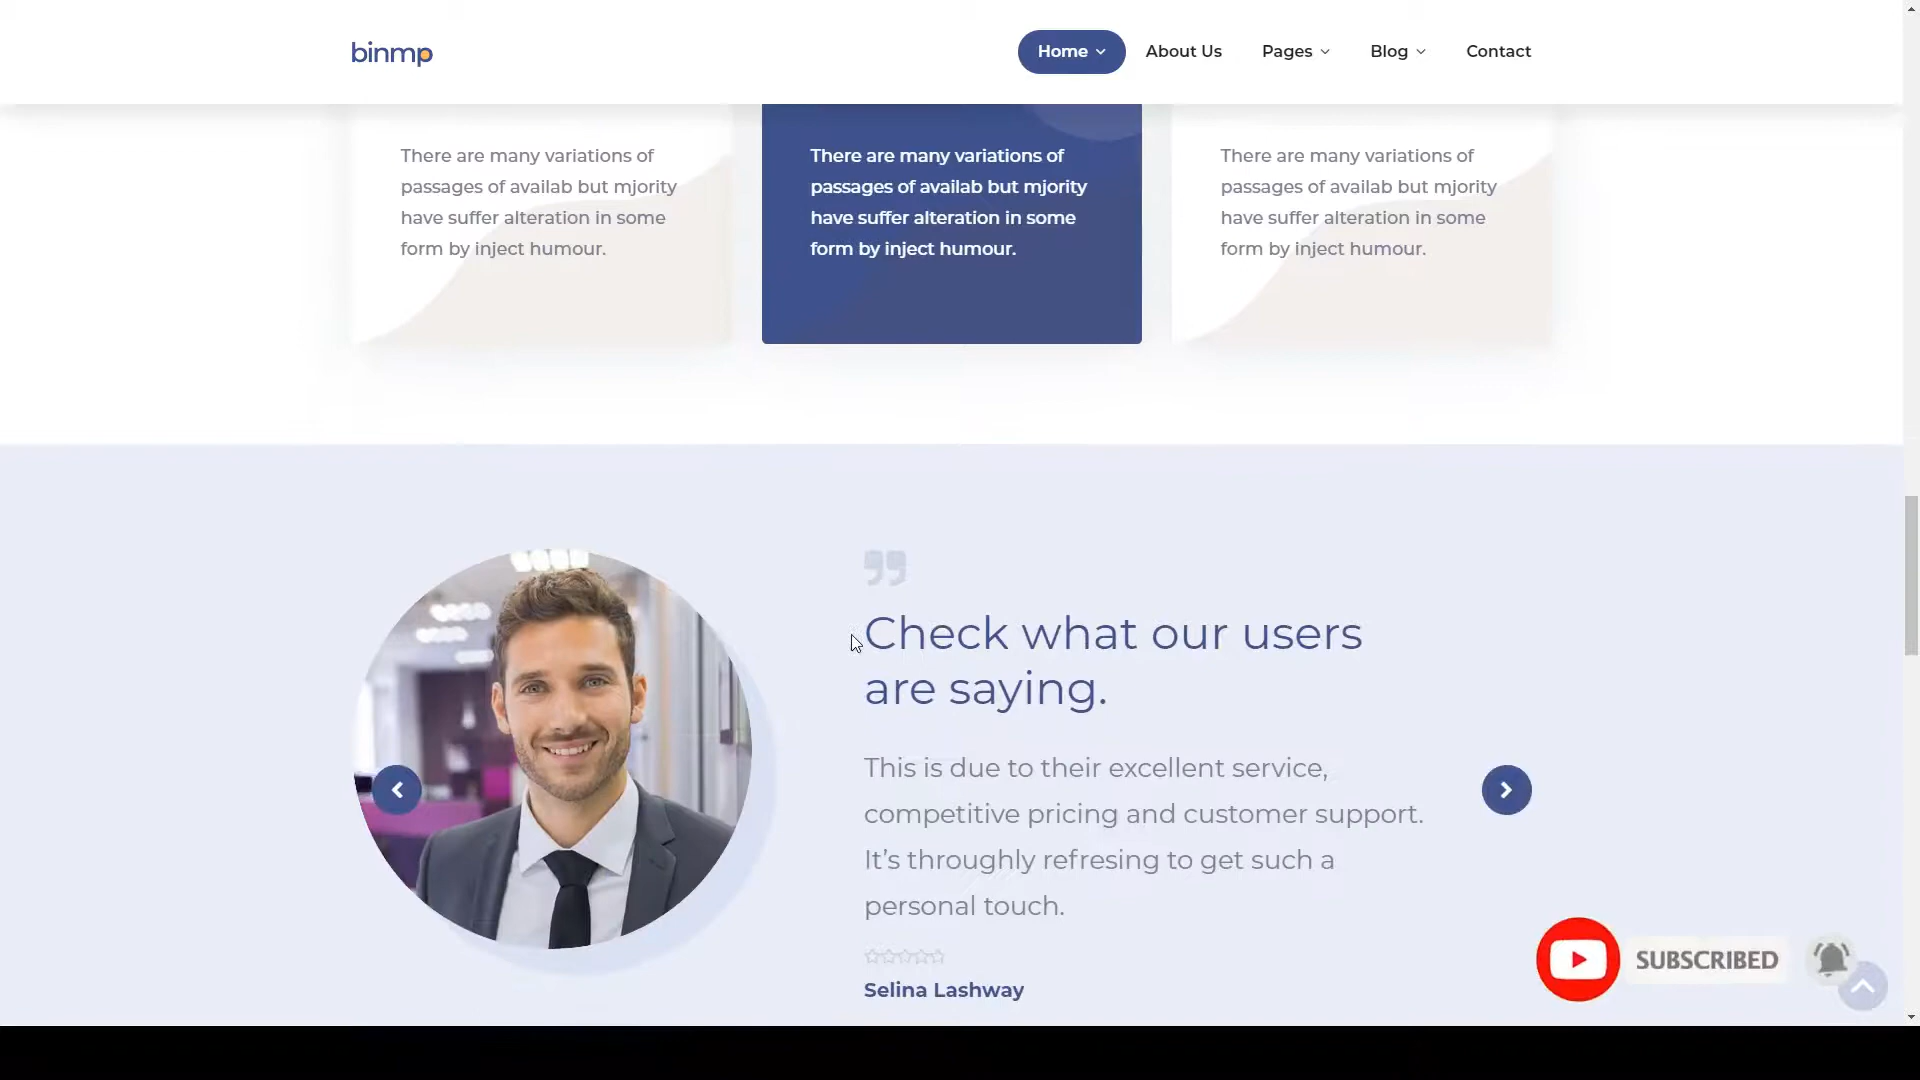 binmp
Home
About Us
Pages
Blog
Contact
There are many variations of
passages of availab but mjority
have suffer alteration in some
form by inject humour.
There are many variations of
passages of availab but mjority
have suffer alteration in some
form by inject humour.
There are many variations of
passages of availab but mjority
have suffer alteration in some
form by inject humour.
Check what our users
are saying.
This is due to their excellent service,
competitive pricing and customer support.
It’s throughly refresing to get such a
personal touch.
Selina Lashway
SUBSCRIBED